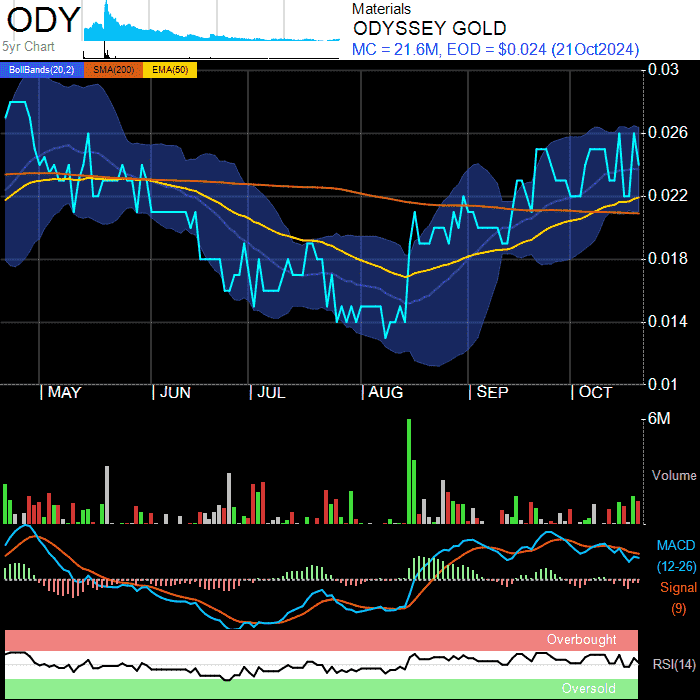 ODY
5yr Chart
Materials
ODYSSEY GOLD
MC = 21.6M, EOD = $0.024 (21Oct2024)
BollBands(20,2) SMA(200) EMA(50)
0.03
0.026
0.022
0.018
0.014
0.01
MAY JUN JUL AUG SEP OCT
6M
Volume
MACD
(12-26)
Signal
(9)
Overbought
RSI(14)
Oversold